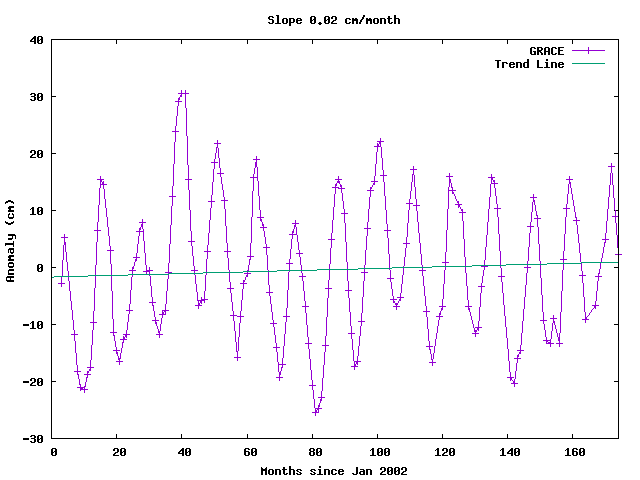 Slope 0.02 cm/month
40
GRACE
Trend Line
30
20
10
0
-10
-20
-30
Anomaly (cm)
0 20 40 60 80 100 120 140 160
Months since Jan 2002